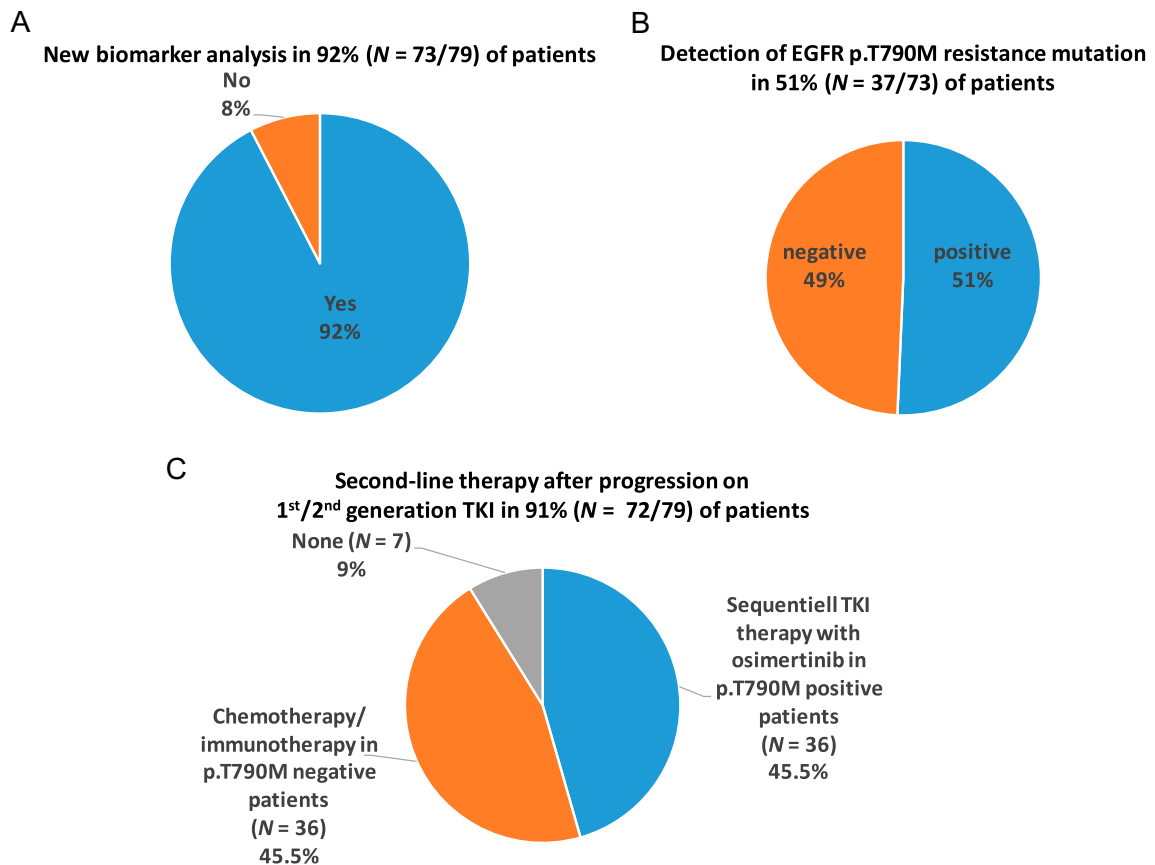 A
New biomarker analysis in 92% (N = 73/79) of patients
No
8%
Yes
92%
B
Detection of EGFR p.T790M resistance mutation
in 51% (N = 37/73) of patients
negative
49%
positive
51%
C
Second-line therapy after progression on
1st/2nd generation TKI in 91% (N = 72/79) of patients
None (N = 7)
9%
Sequentiell TKI
therapy with
osimertinib in
p.T790M positive
patients
(N = 36)
45.5%
Chemotherapy/
immunotherapy in
p.T790M negative
patients
(N = 36)
45.5%